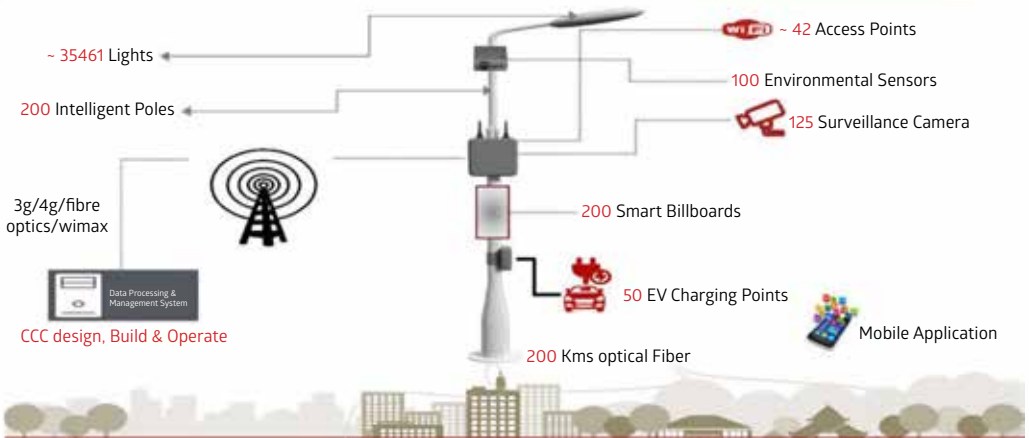 ~ 35461 Lights
WiFi ~ 42 Access Points
100 Environmental Sensors
200 Intelligent Poles
125 Surveillance Camera
3g/4g/fibre
optics/wimax
200 Smart Billboards
Data Processing &
Management System
50 EV Charging Points
CCC design, Build & Operate
Mobile Application
200 Kms optical Fiber